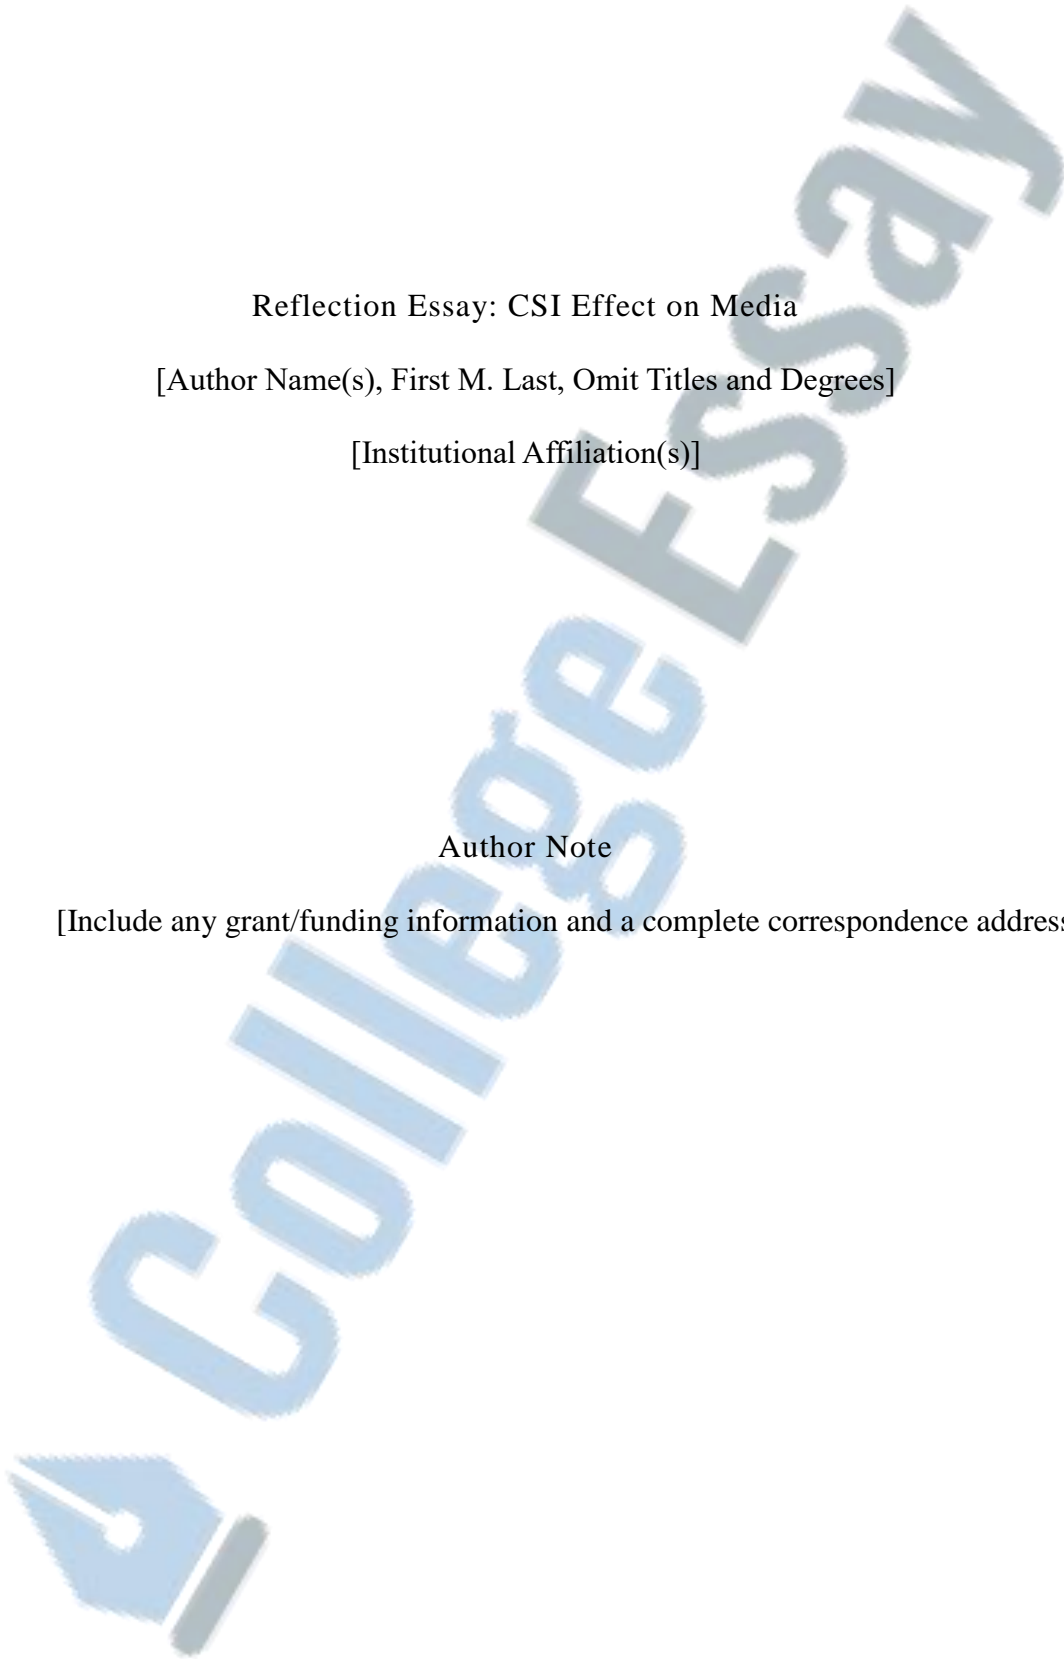 Reflection Essay: CSI Effect on Media
[Author Name(s), First M. Last, Omit Titles and Degrees]
[Institutional Affiliation(s)]
Author Note
[Include any grant/funding information and a complete correspondence address
CollegeEssay